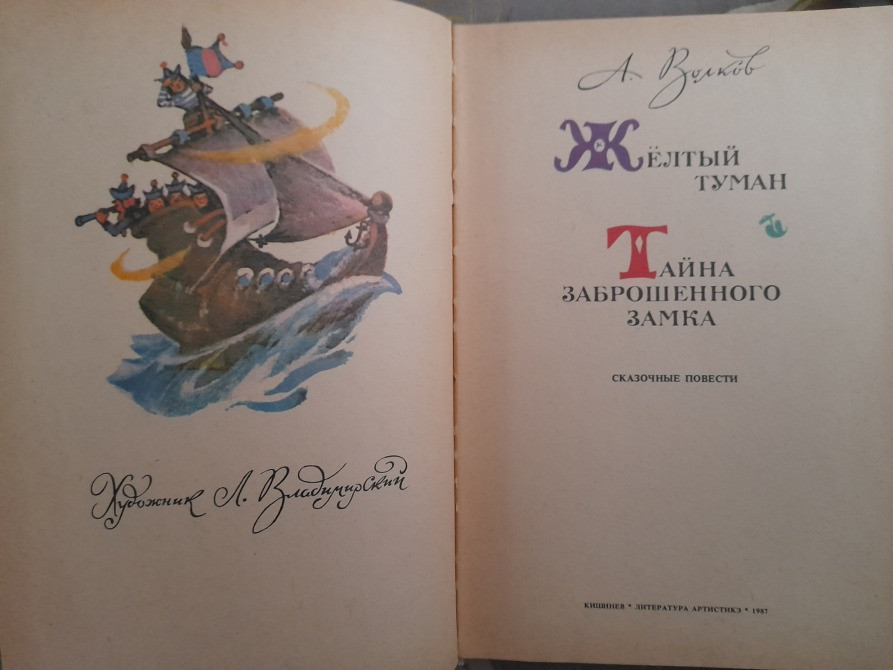 Художник Л. Владимирский
А. Волков
ЖЁЛТЫЙ
ТУМАН
И
ТАЙНА
ЗАБРОШЕННОГО
ЗАМКА
СКАЗОЧНЫЕ ПОВЕСТИ
КИШИНЕВ * ЛИТЕРАТУРА АРТИСТИКЭ * 1987